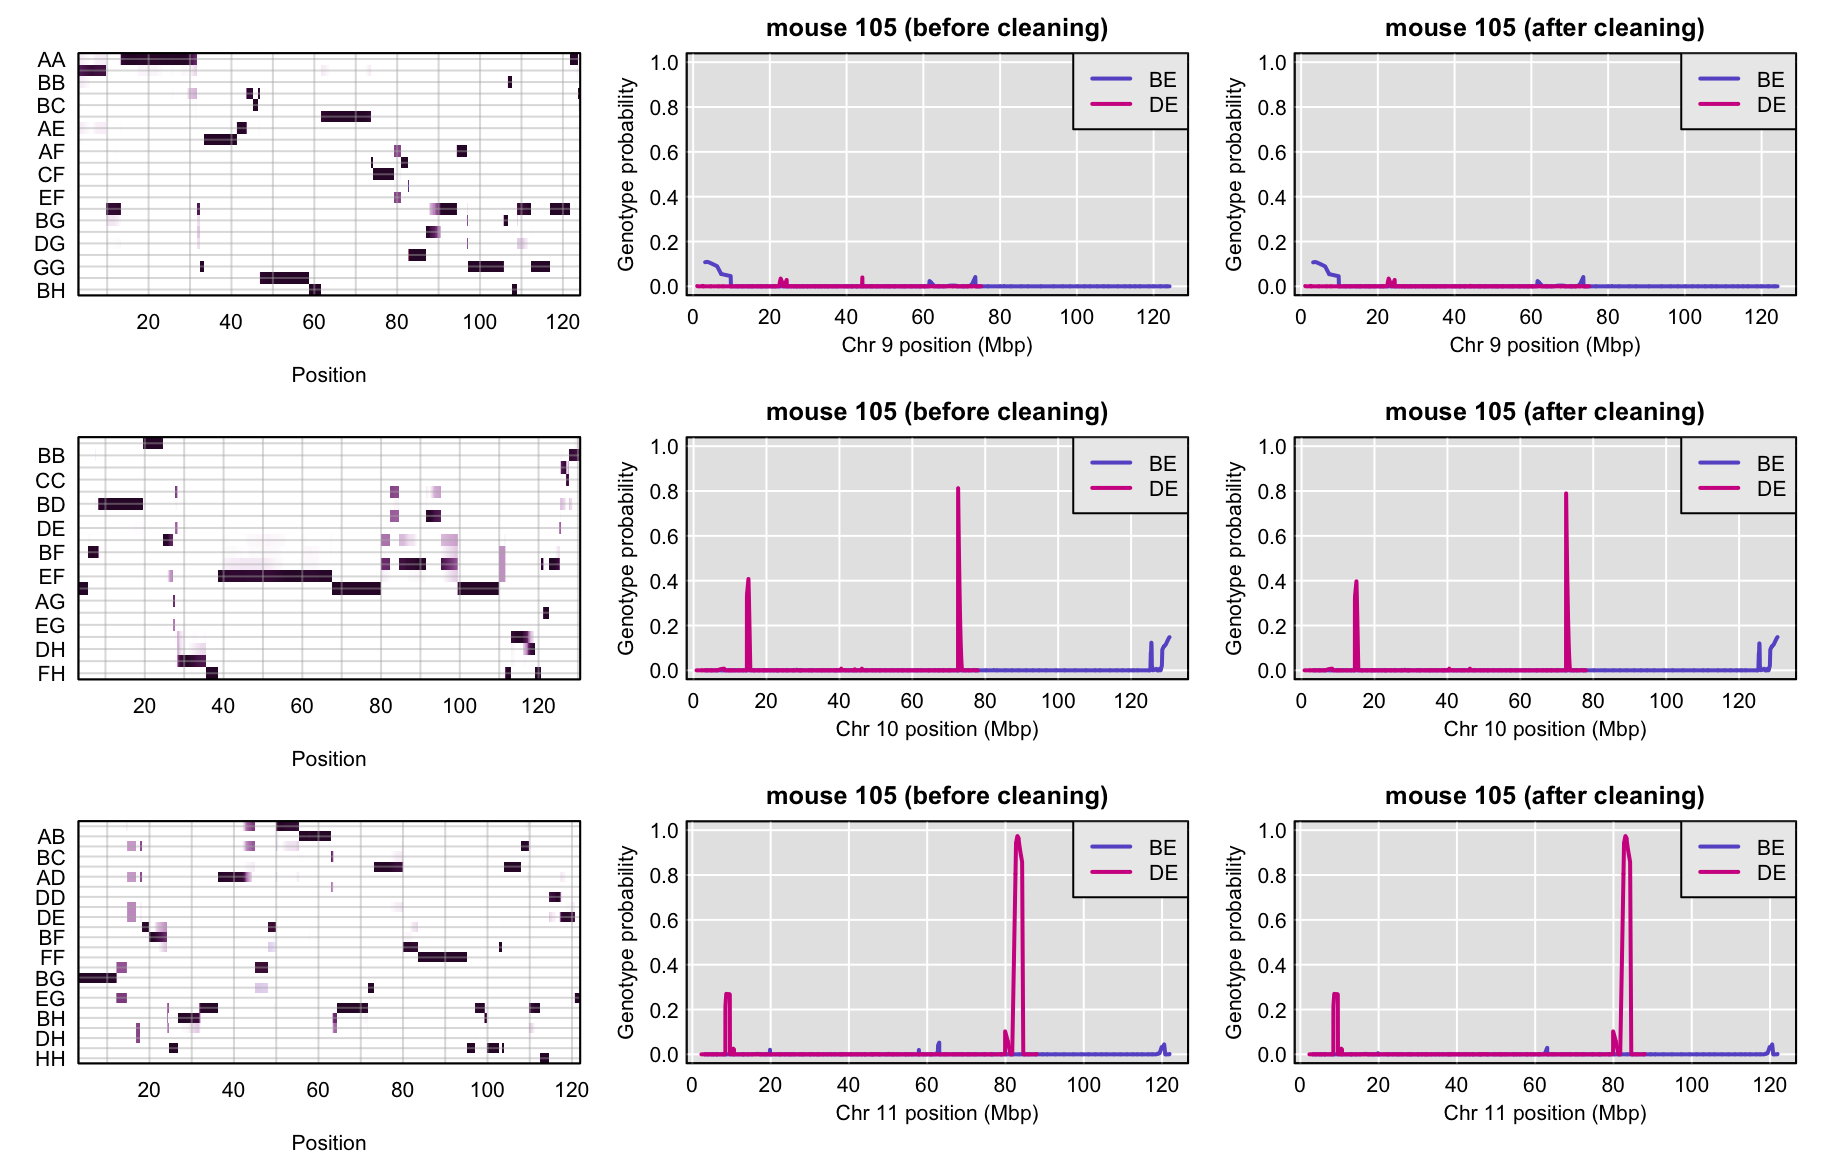 mouse 105 (before cleaning)
mouse 105 (after cleaning)
AA
BB
BC
AE
AF
CF
EF
BG
DG
GG
BH
20 40 60 80 100 120
Position
Genotype probability
1.0
0.8
0.6
0.4
0.2
0.0
BE
DE
0 20 40 60 80 100 120
Chr 9 position (Mbp)
Genotype probability
1.0
0.8
0.6
0.4
0.2
0.0
BE
DE
0 20 40 60 80 100 120
Chr 9 position (Mbp)
mouse 105 (before cleaning)
mouse 105 (after cleaning)
BB
CC
BD
DE
BF
EF
AG
EG
DH
FH
20 40 60 80 100 120
Position
Genotype probability
1.0
0.8
0.6
0.4
0.2
0.0
BE
DE
0 20 40 60 80 100 120
Chr 10 position (Mbp)
Genotype probability
1.0
0.8
0.6
0.4
0.2
0.0
BE
DE
0 20 40 60 80 100 120
Chr 10 position (Mbp)
mouse 105 (before cleaning)
mouse 105 (after cleaning)
AB
BC
AD
DD
DE
BF
FF
BG
EG
BH
DH
HH
20 40 60 80 100 120
Position
Genotype probability
1.0
0.8
0.6
0.4
0.2
0.0
BE
DE
0 20 40 60 80 100 120
Chr 11 position (Mbp)
Genotype probability
1.0
0.8
0.6
0.4
0.2
0.0
BE
DE
0 20 40 60 80 100 120
Chr 11 position (Mbp)